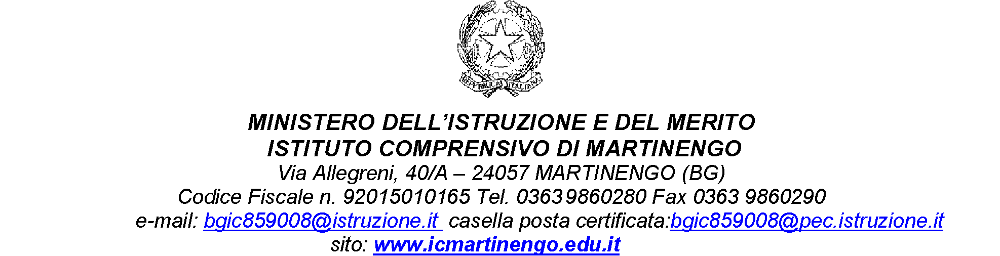 REPVBBLICA ITALIANA
MINISTERO DELL’ISTRUZIONE E DEL MERITO
ISTITUTO COMPRENSIVO DI MARTINENGO
Via Allegreni, 40/A – 24057 MARTINENGO (BG)
Codice Fiscale n. 92015010165 Tel. 0363 9860280 Fax 0363 9860290
e-mail: bgic859008@istruzione.it casella posta certificata:bgic859008@pec.istruzione.it
sito: www.icmartinengo.edu.it